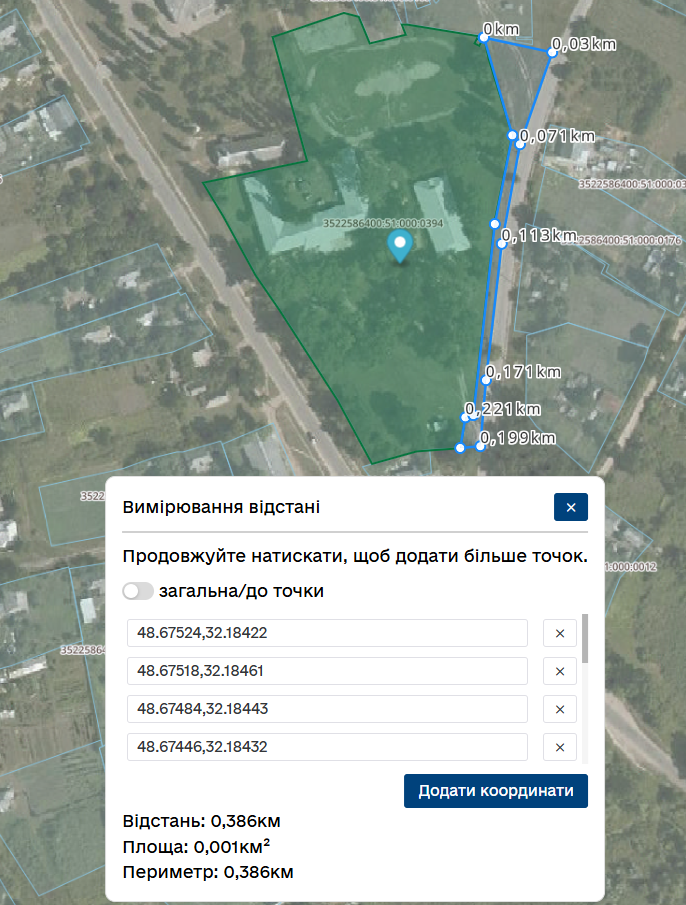 0km
0,03km
0,071km
3522586400:51:000:03
3522586400:51:000:0394
0,113km
2586400:51:000:0176
0,171km
0,221km
0,199km
3522
Вимірювання відстані
×
Продовжуйте натискати, щоб додати більше точок.
1:000:0012
загальна/до точки
48.67524,32.18422
×
3522586
48.67518,32.18461
×
48.67484,32.18443
×
48.67446,32.18432
×
Додати координати
Відстань: 0,386км
Площа: 0,001км²
Периметр: 0,386км